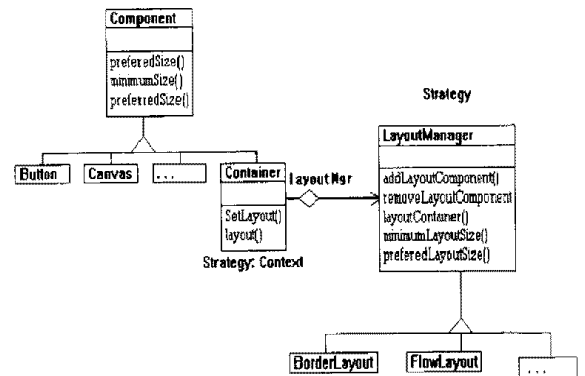 Component
preferedSize()
minimumSize()
preferredSize()
Button
Canvas
...
Container
SetLayout()
layout()
Strategy: Context
LayoutMgr
Strategy
LayoutManager
addLayoutComponent()
removeLayoutComponent
layoutContainer()
minimumLayoutSize()
preferedLayoutSize()
BorderLayout
FlowLayout
...